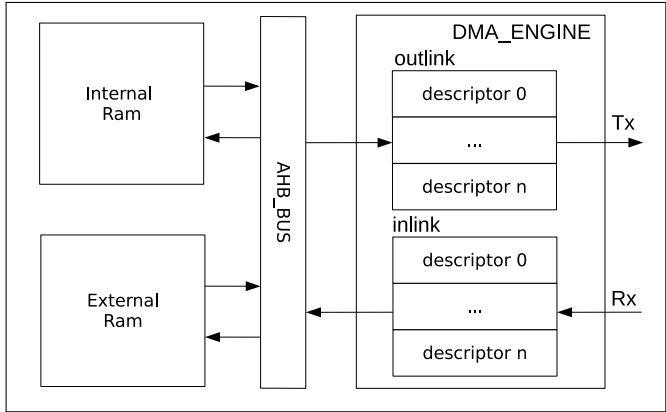 DMA_ENGINE
outlink
Internal
Ram
descriptor 0
...
descriptor n
Tx
AHB_BUS
inlink
External
Ram
descriptor 0
...
descriptor n
Rx